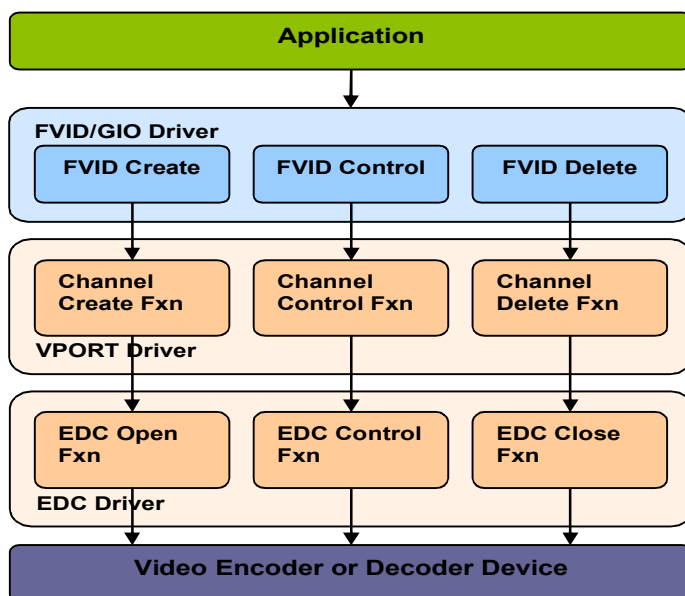 Application
FVID/GIO Driver
FVID Create
FVID Control
FVID Delete
Channel
Create Fxn
Channel
Control Fxn
Channel
Delete Fxn
VPORT Driver
EDC Open
Fxn
EDC Control
Fxn
EDC Close
Fxn
EDC Driver
Video Encoder or Decoder Device